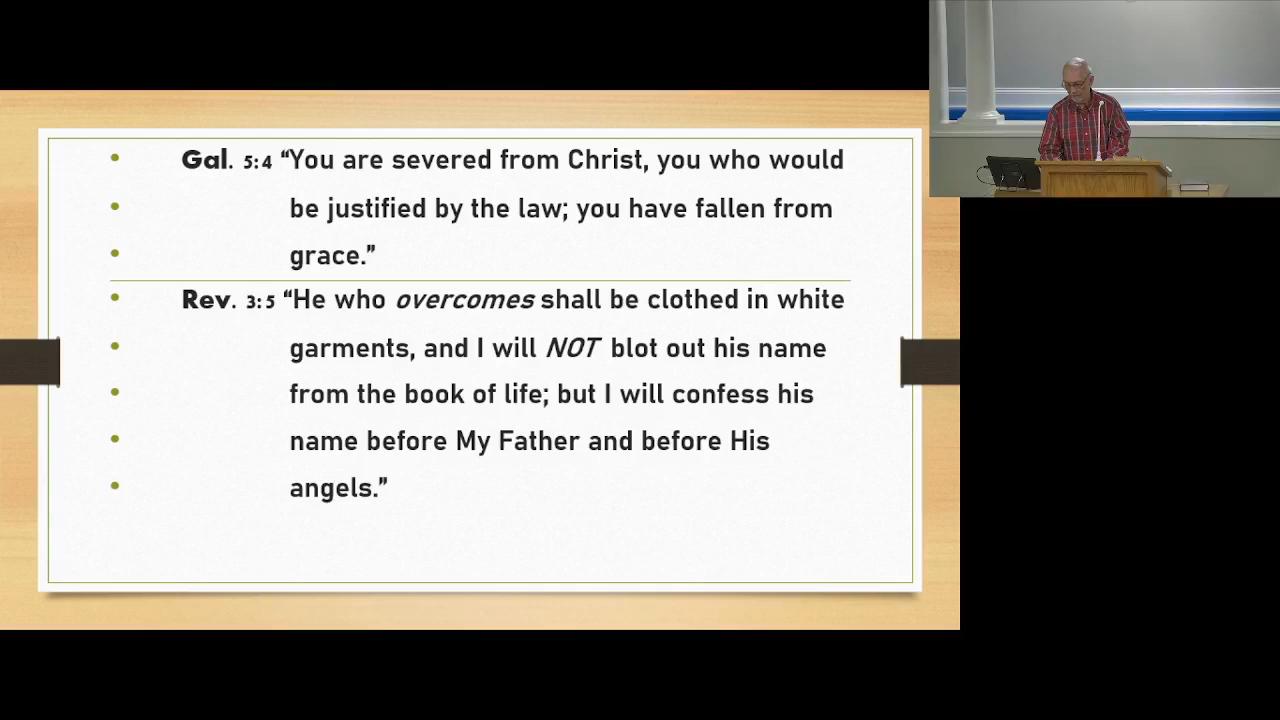 • Gal. 5:4 “You are severed from Christ, you who would
• be justified by the law; you have fallen from
• grace.”
• Rev. 3:5 “He who overcomes shall be clothed in white
• garments, and I will NOT blot out his name
• from the book of life; but I will confess his
• name before My Father and before His
• angels.”